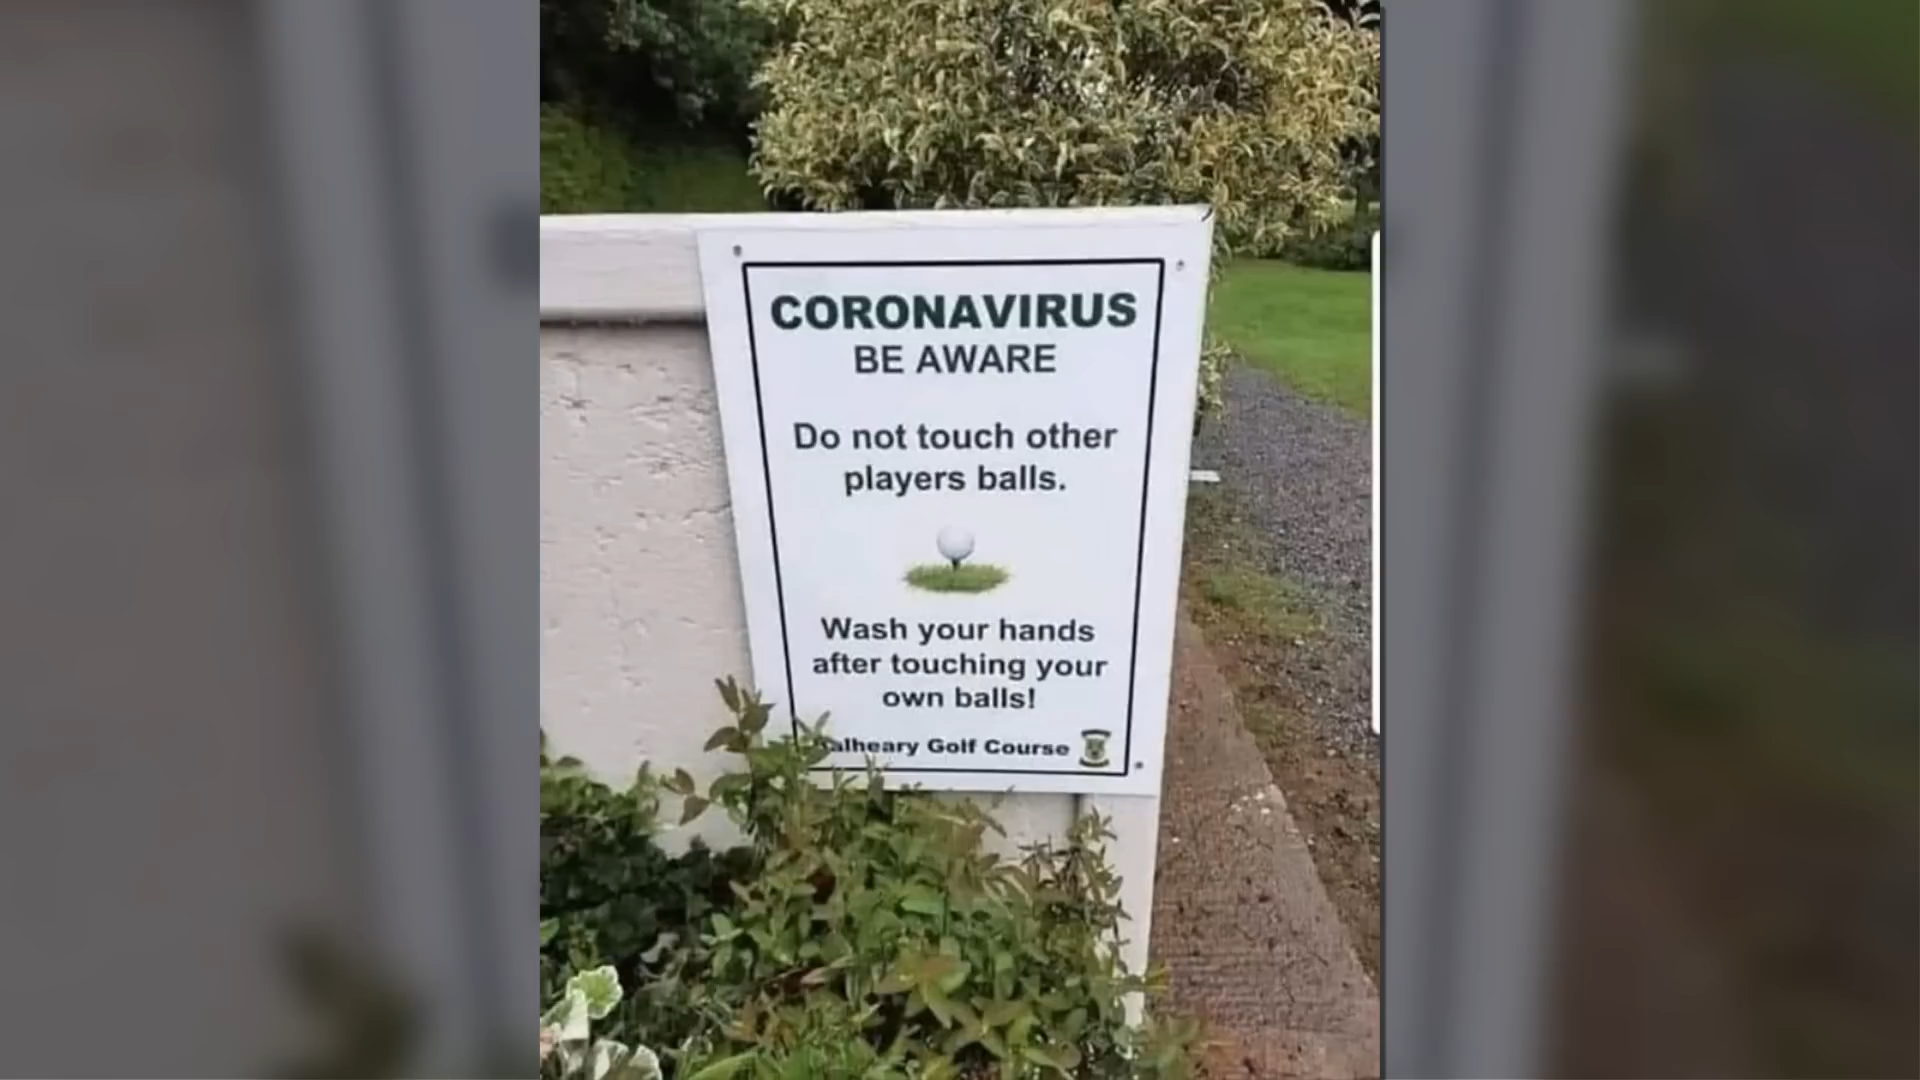 CORONAVIRUS
BE AWARE
Do not touch other
players balls.
Wash your hands
after touching your
own balls!
Golf Course